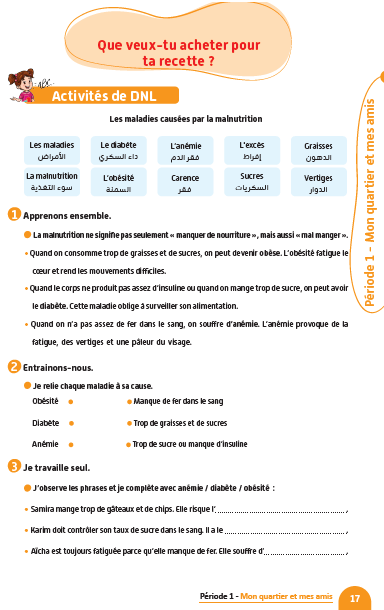 Que veux-tu acheter pour
ta recette ?
ABC
Activités de DNL
Les maladies causées par la malnutrition
Les maladies
الأمراض
Le diabète
داء السكري
L'anémie
فقر الدم
L'excès
إفراط
Graisses
الدهون
La malnutrition
سوء التغذية
L'obésité
السمنة
Carence
فقر
Sucres
السكريات
Vertiges
الدوار
1 Apprenons ensemble.
La malnutrition ne signifie pas seulement « manquer de nourriture », mais aussi « mal manger ».
• Quand on consomme trop de graisses et de sucres, on peut devenir obèse. L'obésité fatigue le
cœur et rend les mouvements difficiles.
• Quand le corps ne produit pas assez d'insuline ou quand on mange trop de sucre, on peut avoir
le diabète. Cette maladie oblige à surveiller son alimentation.
• Quand on n'a pas assez de fer dans le sang, on souffre d'anémie. L'anémie provoque de la
fatigue, des vertiges et une pâleur du visage.
2 Entrainons-nous.
Je relie chaque maladie à sa cause.
Obésité • • Manque de fer dans le sang
Diabète • • Trop de graisses et de sucres
Anémie • • Trop de sucre ou manque d'insuline
3 Je travaille seul.
J'observe les phrases et je complète avec anémie / diabète / obésité :
• Samira mange trop de gâteaux et de chips. Elle risque l'........................................ ,
• Karim doit contrôler son taux de sucre dans le sang. Il a le ........................................ ,
• Aïcha est toujours fatiguée parce qu'elle manque de fer. Elle souffre d'........................ ,
Période 1 - Mon quartier et mes amis
Période 1 - Mon quartier et mes amis
17